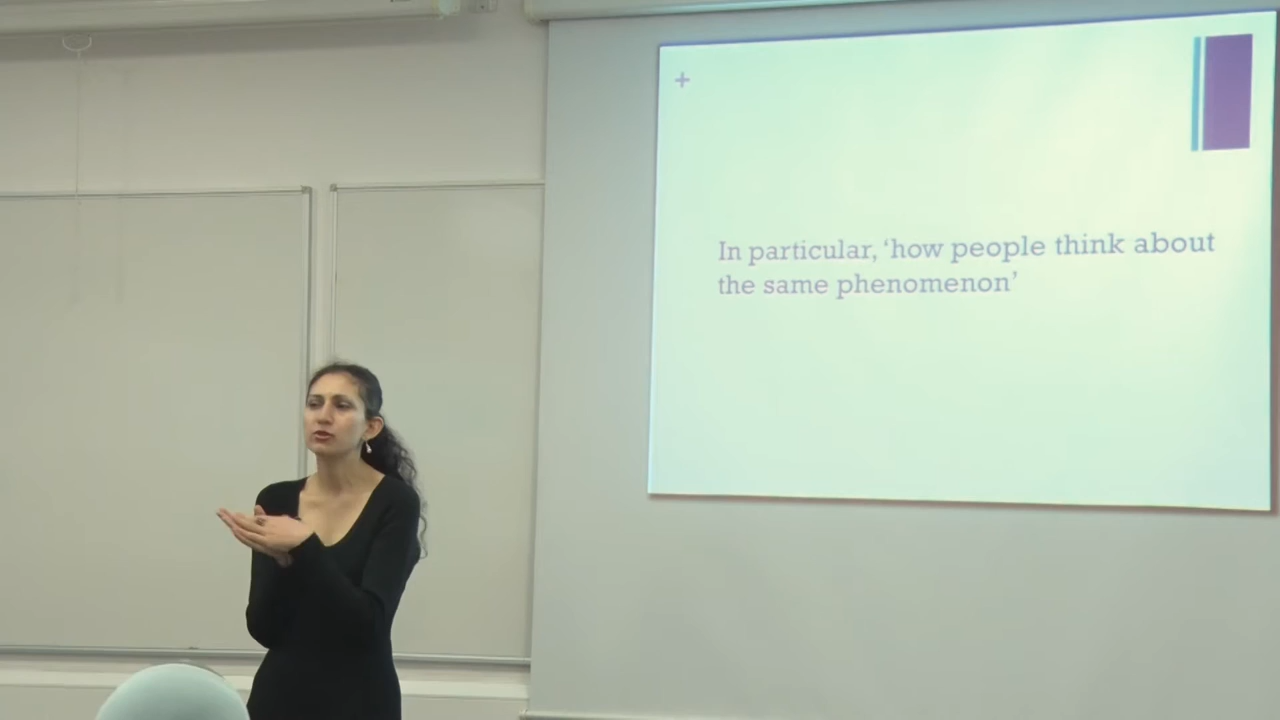 +
In particular, ‘how people think about
the same phenomenon’